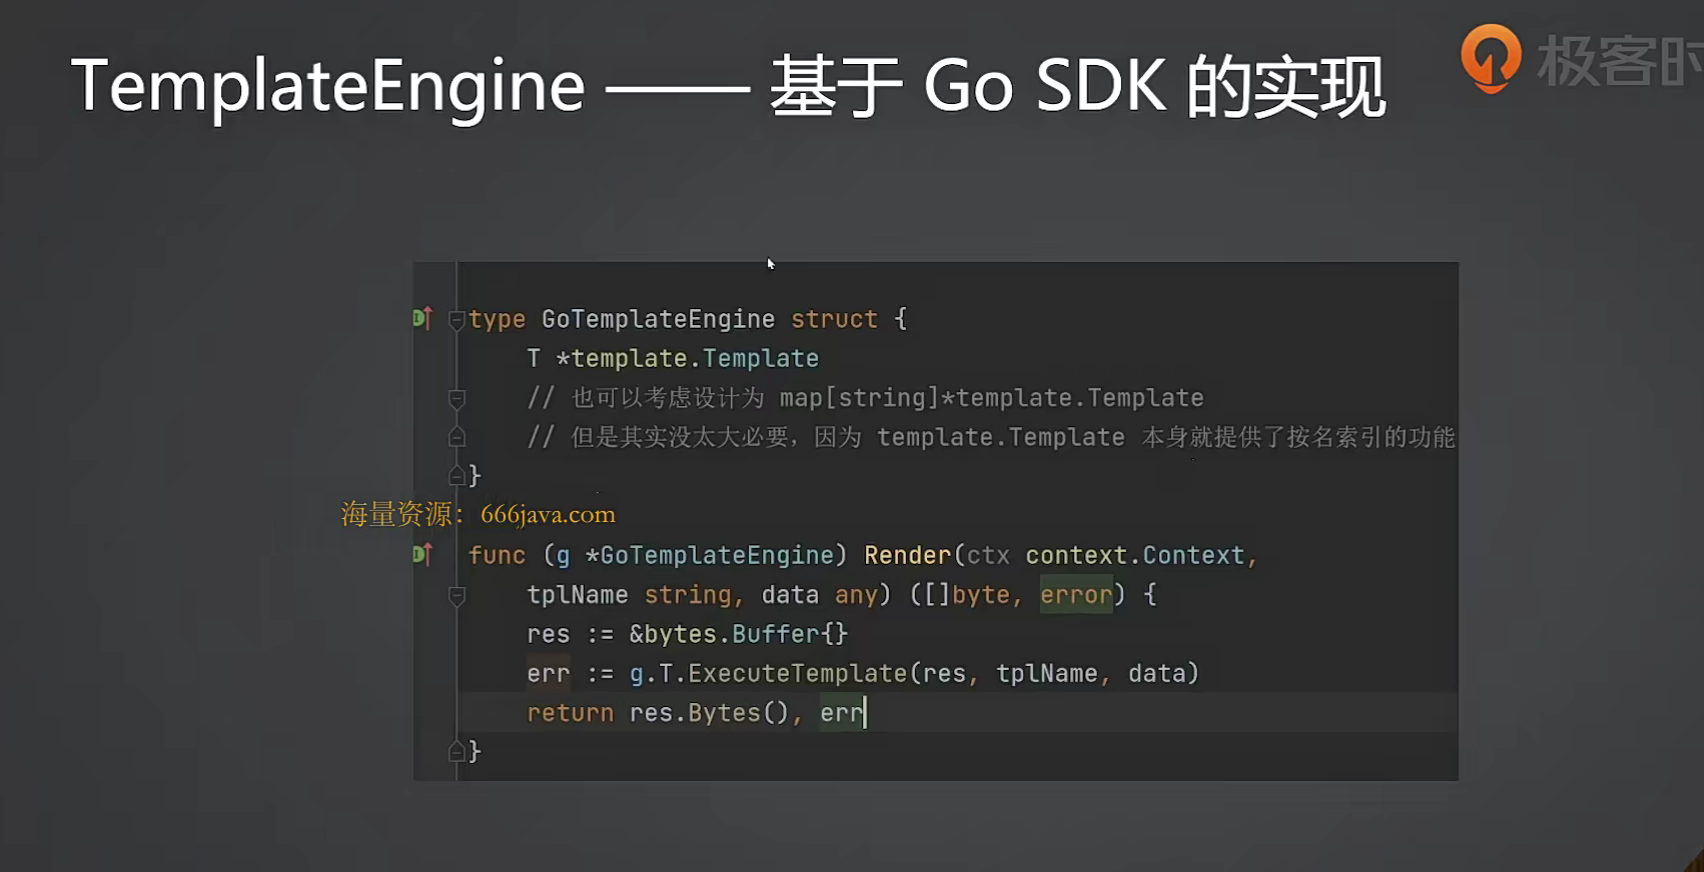 TemplateEngine —— 基于 Go SDK 的实现
极客时
type GoTemplateEngine struct {
T *template.Template
// 也可以考虑设计为 map[string]*template.Template
// 但是其实没太大必要，因为 template.Template 本身就提供了按名索引的功能
}
海量资源：666java.com
func (g *GoTemplateEngine) Render(ctx context.Context,
tplName string, data any) ([]byte, error) {
res := &bytes.Buffer{}
err := g.T.ExecuteTemplate(res, tplName, data)
return res.Bytes(), err
}